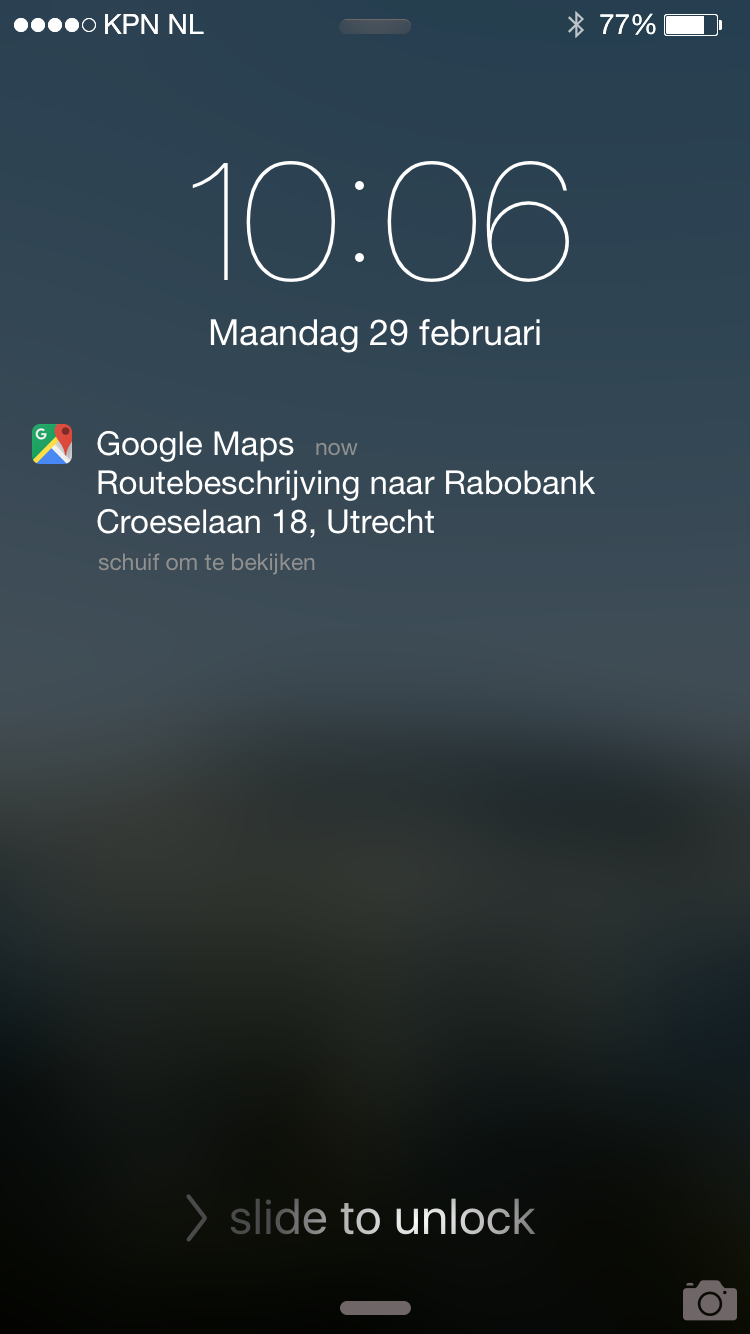 KPN NL 77%
10:06
Maandag 29 februari
Google Maps now
Routebeschrijving naar Rabobank
Croeselaan 18, Utrecht
schuif om te bekijken
slide to unlock